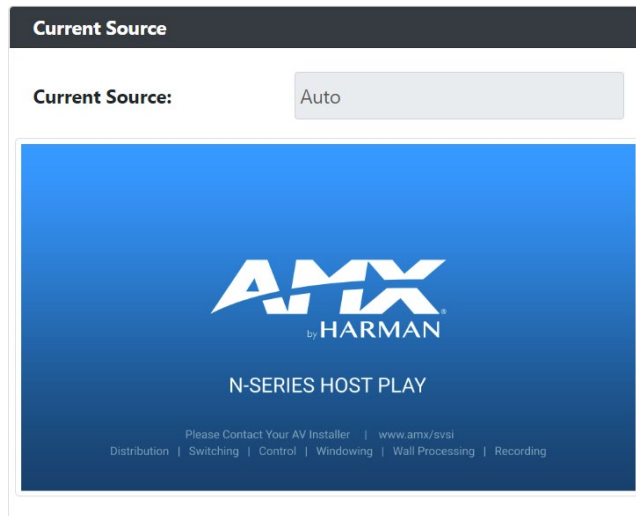 Current Source
Current Source: Auto
AMX®
by HARMAN
N-SERIES HOST PLAY
Please Contact Your AV Installer | www.amx/svsi
Distribution | Switching | Control | Windowing | Wall Processing | Recording